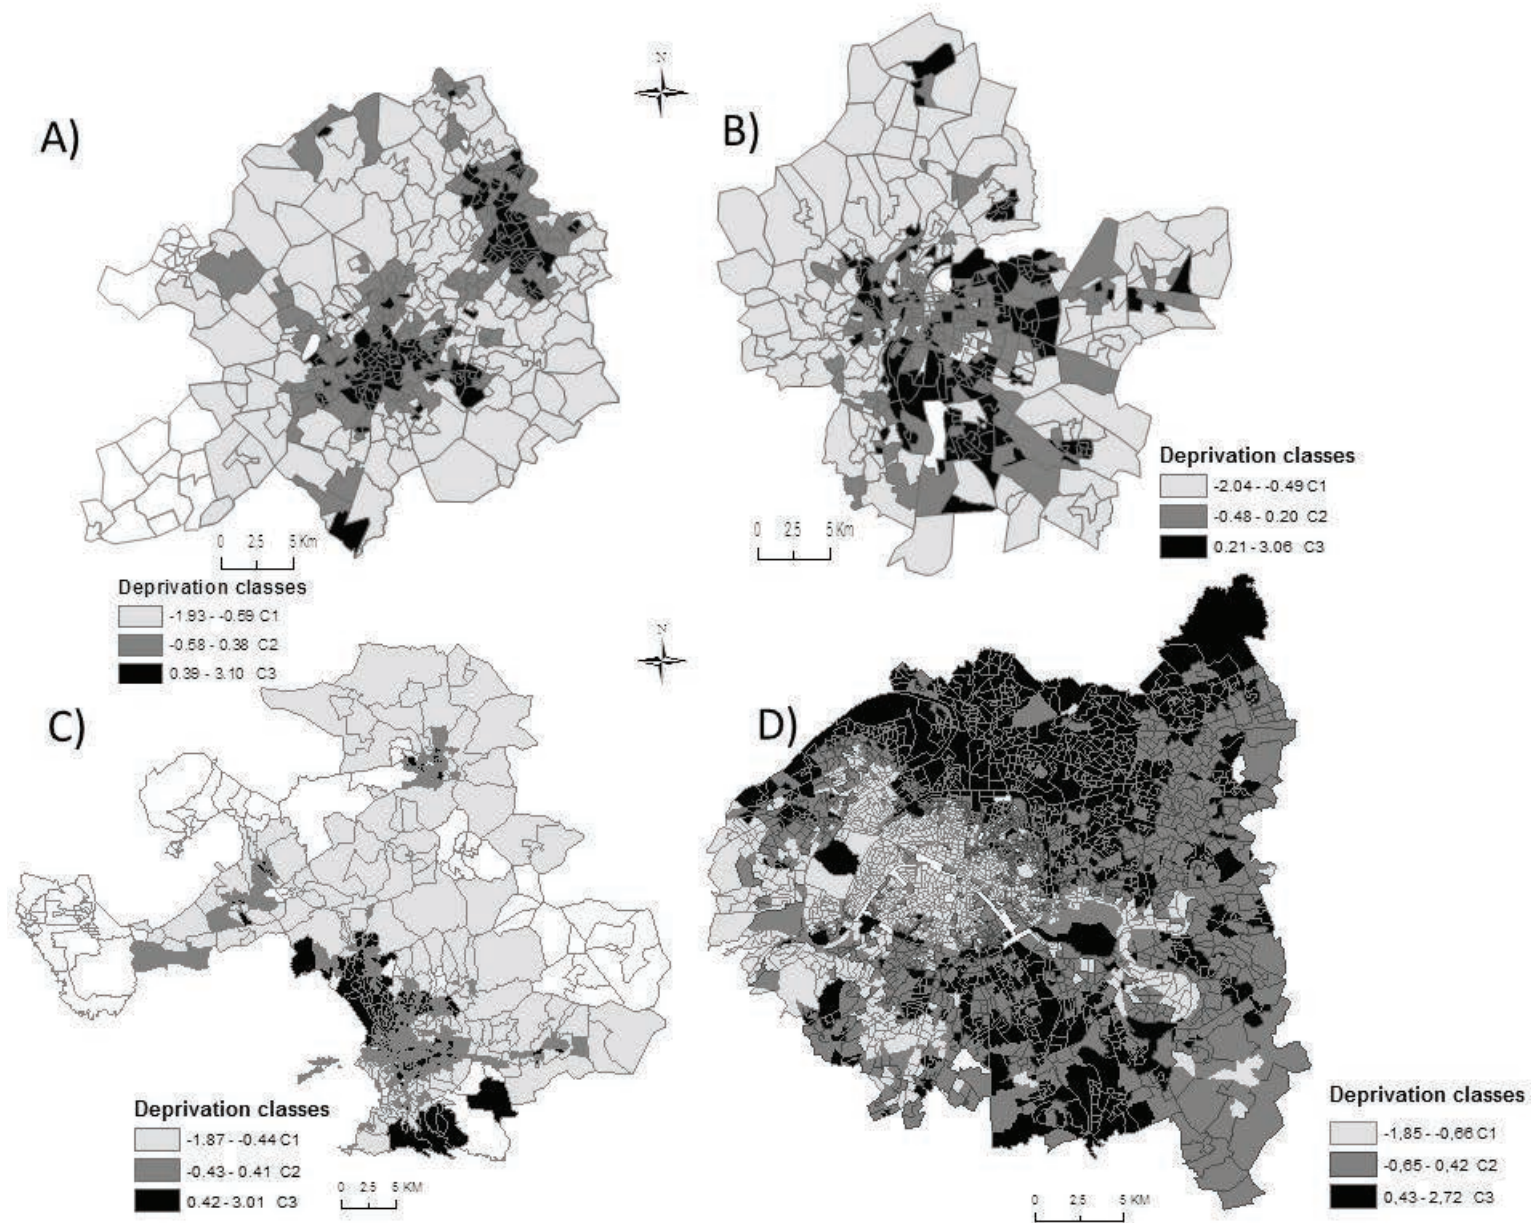 A)
N
B)
0 2.5 5 Km
Deprivation classes
-1.93 - -0.59 C1
-0.58 - 0.38 C2
0.39 - 3.10 C3
0 2.5 5 Km
Deprivation classes
-2.04 - -0.49 C1
-0.48 - 0.20 C2
0.21 - 3.06 C3
C)
N
D)
Deprivation classes
-1.87 - -0.44 C1
-0.43 - 0.41 C2
0.42 - 3.01 C3
0 2.5 5 KM
0 2.5 5 KM
Deprivation classes
-1,85 - -0,66 C1
-0,65 - 0,42 C2
0,43 - 2,72 C3